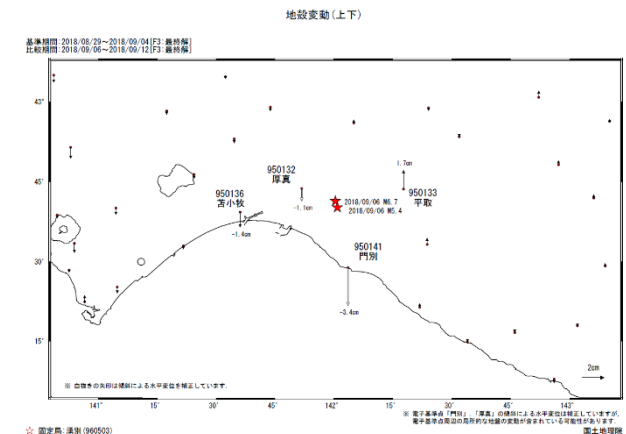 地殻変動(上下)
基準期間:2018/08/29~2018/09/04[F3:最終解]
比較期間:2018/09/06~2018/09/12[F3:最終解]
43°
45'
30'
15'
950132
厚真
-1.1cm
950136
苫小牧
-1.4cm
1.7cm
950133
平取
2018/09/06 M6.7
2018/09/06 M5.4
950141
門別
-3.4cm
2cm
※ 白抜きの矢印は傾斜による水平変位を補正しています.
141°
15'
30'
45'
142°
15'
30'
45'
143°
※ 電子基準点「門別」,「厚真」の傾斜による水平変位は補正していますが,
電子基準点周辺の局所的な地盤の変動が含まれている可能性があります.
☆ 固定局:湧別(960503)
国土地理院